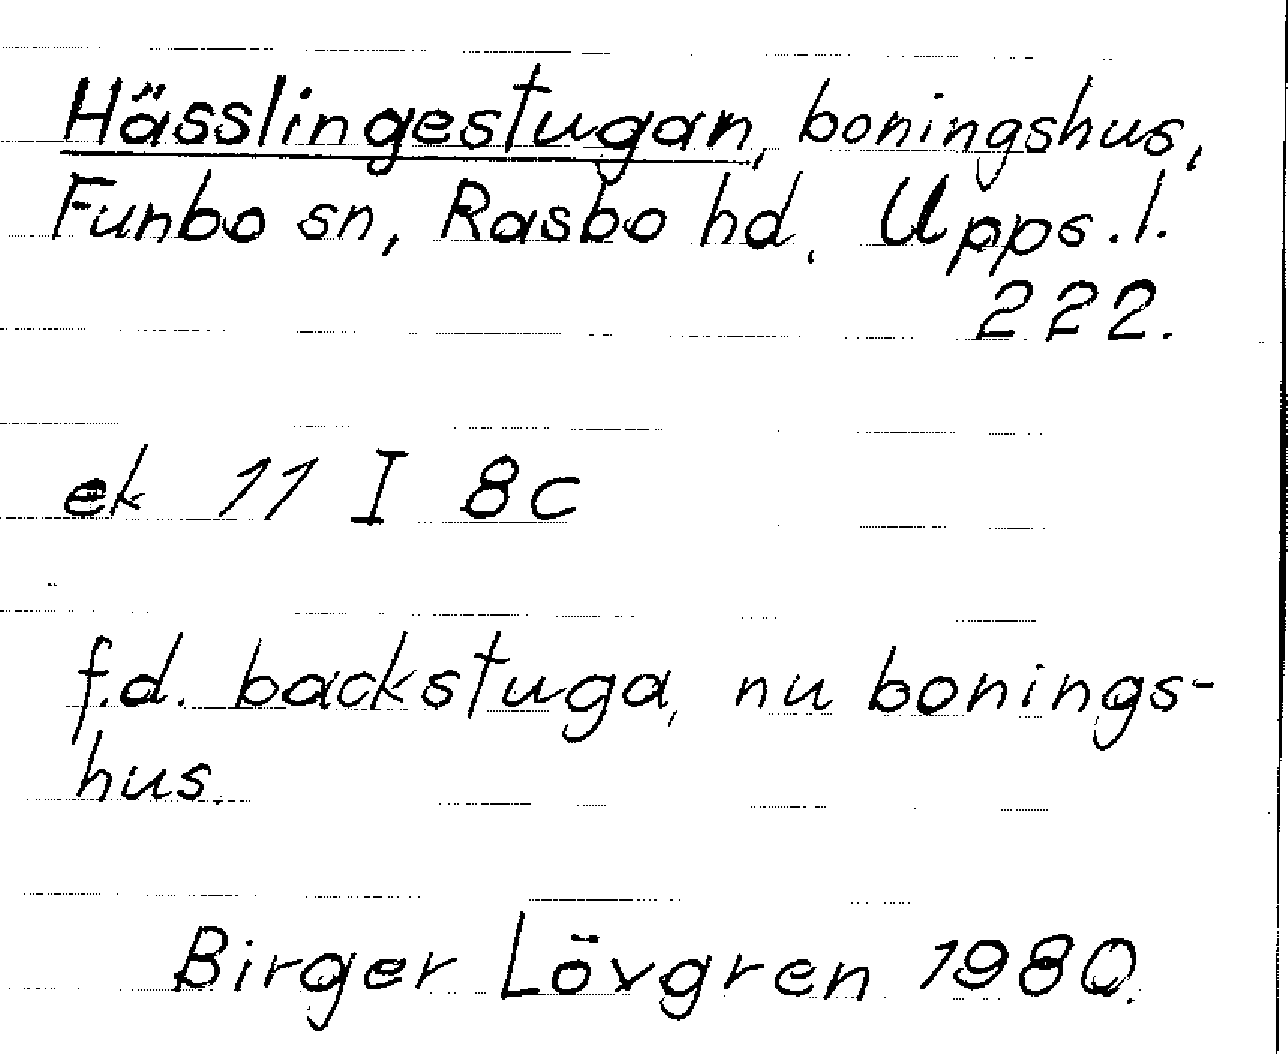 Hässlingestugan, boningshus,
Funbo sn, Rasbo hd, Upps.l.
222.
ek 11 I 8c
f.d. backstuga, nu bonings-
hus.
Birger Lövgren 1980.